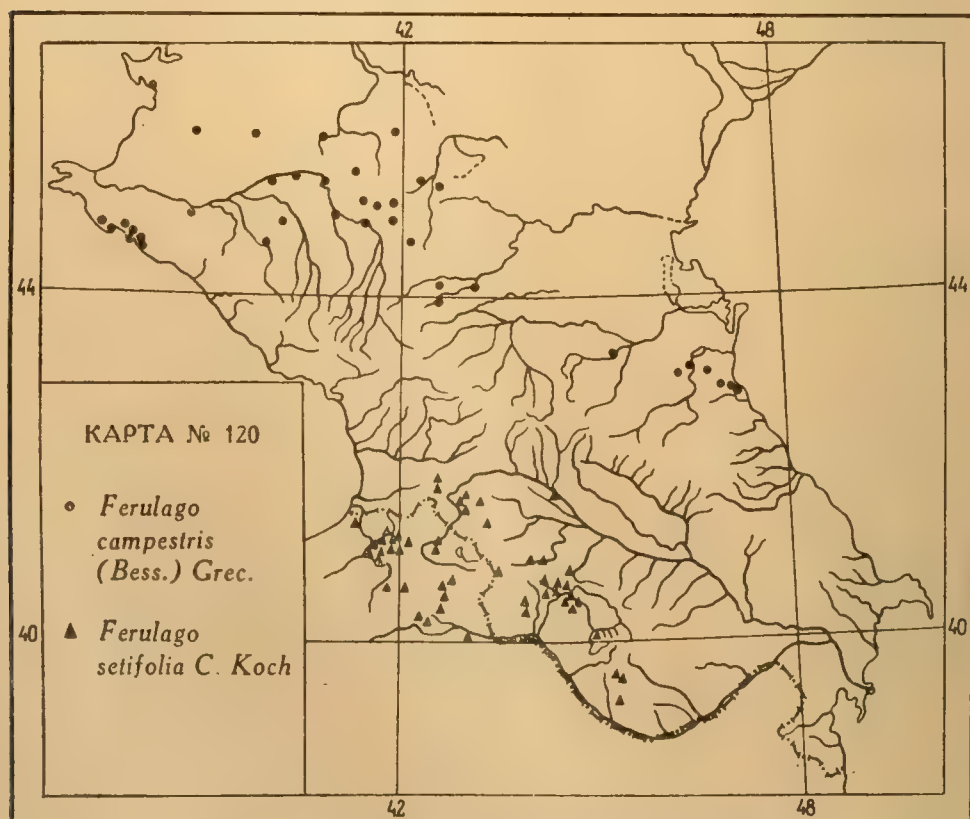 42
48
44
44
КАРТА № 120
Ferulago
campestris
(Bess.) Grec.
40
40
Ferulago
setifolia C. Koch
42
48